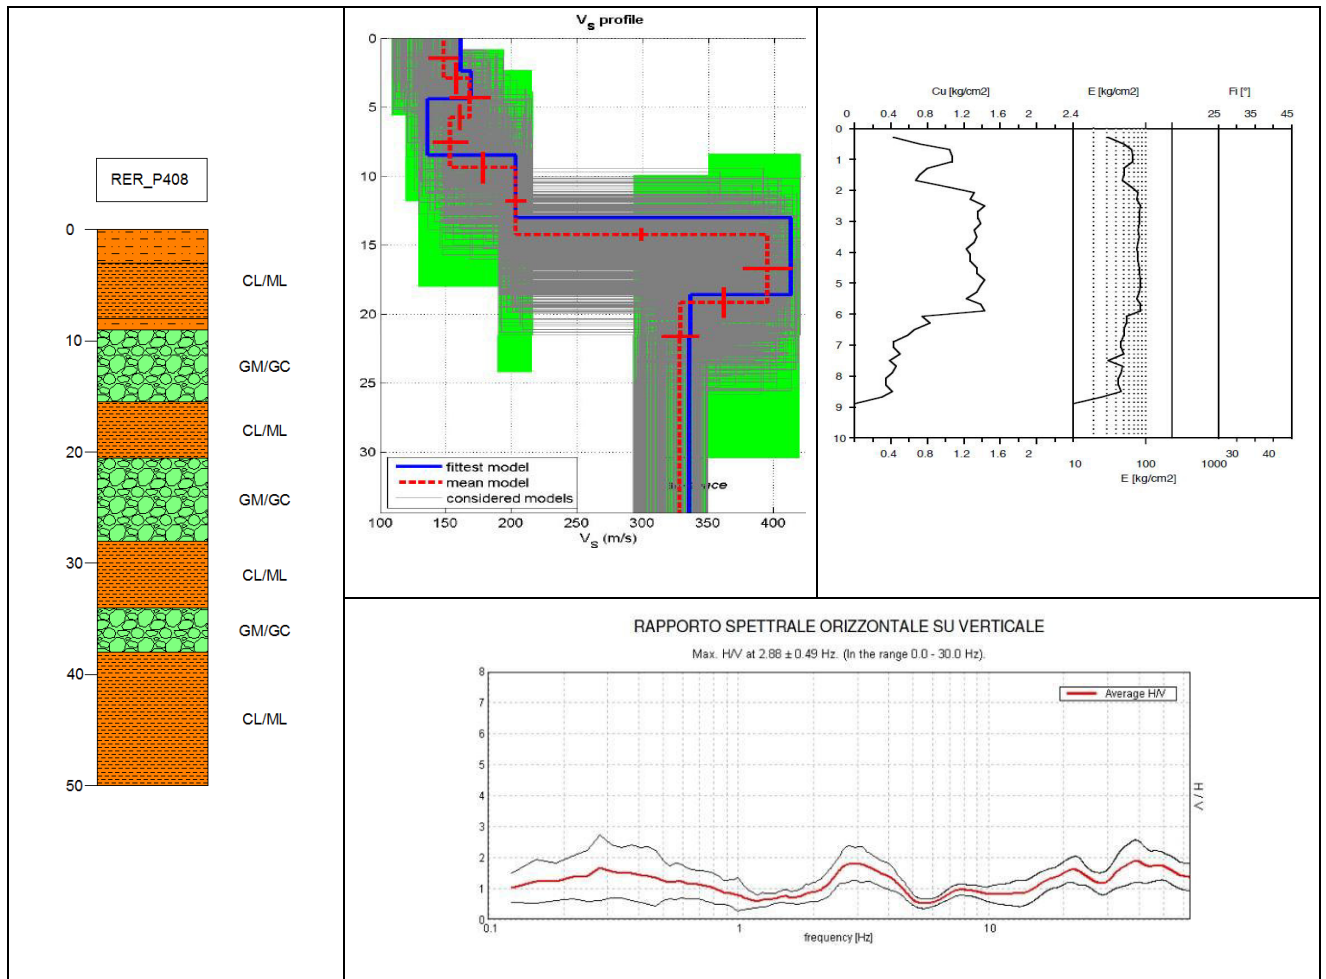 RER_P408
0
CL/ML
10
GM/GC
CL/ML
20
GM/GC
CL/ML
30
GM/GC
40
CL/ML
50
Vs profile
0
5
10
15
20
25
30
fittest model
mean model
considered models
100 150 200 250 300 350 400
Vs (m/s)
Cu [kg/cm2] E [kg/cm2] Fi [°]
0 0.4 0.8 1.2 1.6 2 2.4 25 35 45
0
1
2
3
4
5
6
7
8
9
10
0.4 0.8 1.2 1.6 2 10 100 1000 30 40
E [kg/cm2]
RAPPORTO SPETTRALE ORIZZONTALE SU VERTICALE
Max. H/V at 2.88 ± 0.49 Hz. (In the range 0.0 - 30.0 Hz).
8
7
6
5
4
3
2
1
0
Average H/V
H / V
0.1 1 10
frequency [Hz]